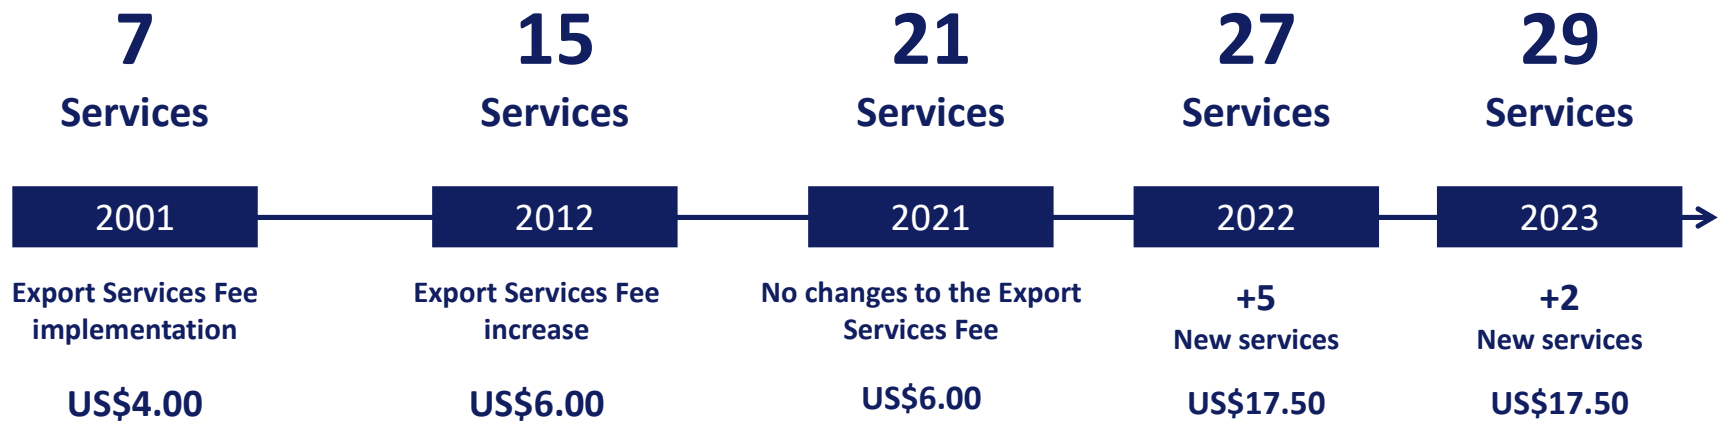 7
Services
15
Services
21
Services
27
Services
29
Services
2001
2012
2021
2022
2023
Export Services Fee
implementation
US$4.00
Export Services Fee
increase
US$6.00
No changes to the Export
Services Fee
US$6.00
+5
New services
US$17.50
+2
New services
US$17.50